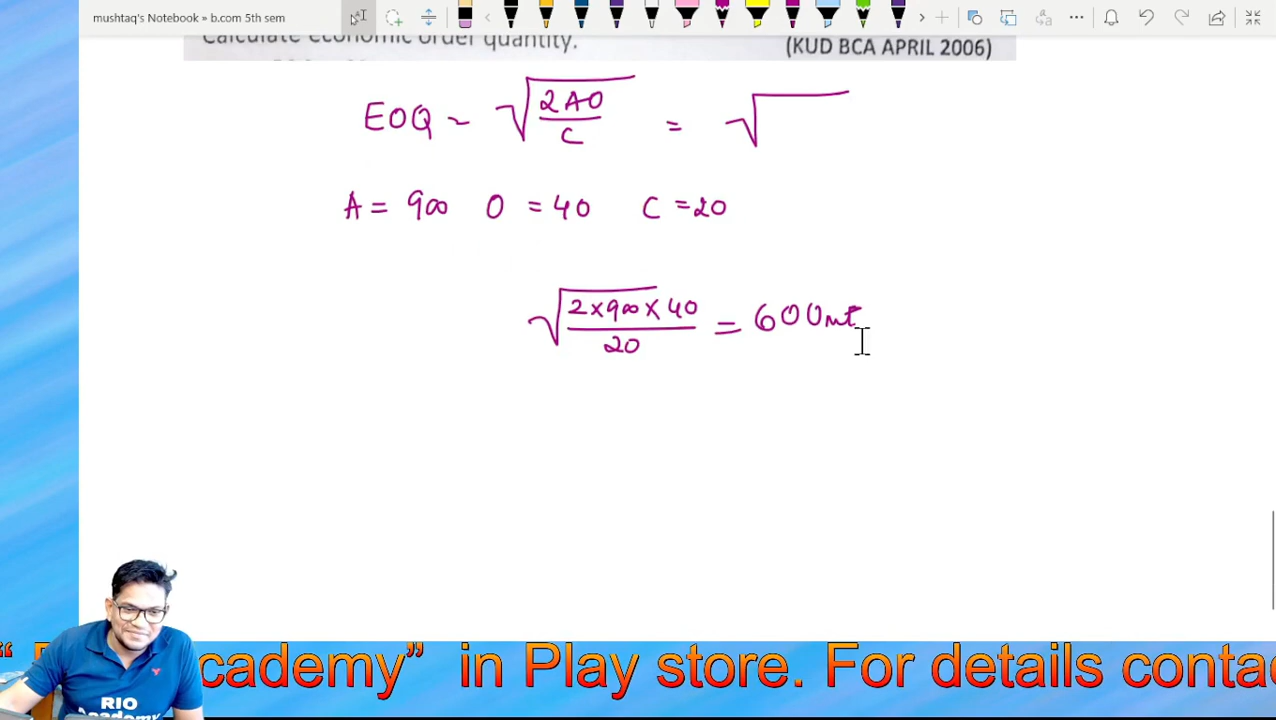 mushtaq's Notebook » b.com 5th sem
Calculate economic order quantity.
(KUD BCA APRIL 2006)
EOQ = √(2AO/C) = √
A = 900 O = 40 C = 20
√(2×900×40/20) = 600
“ cademy” in Play store. For details conta
RIO
Academy